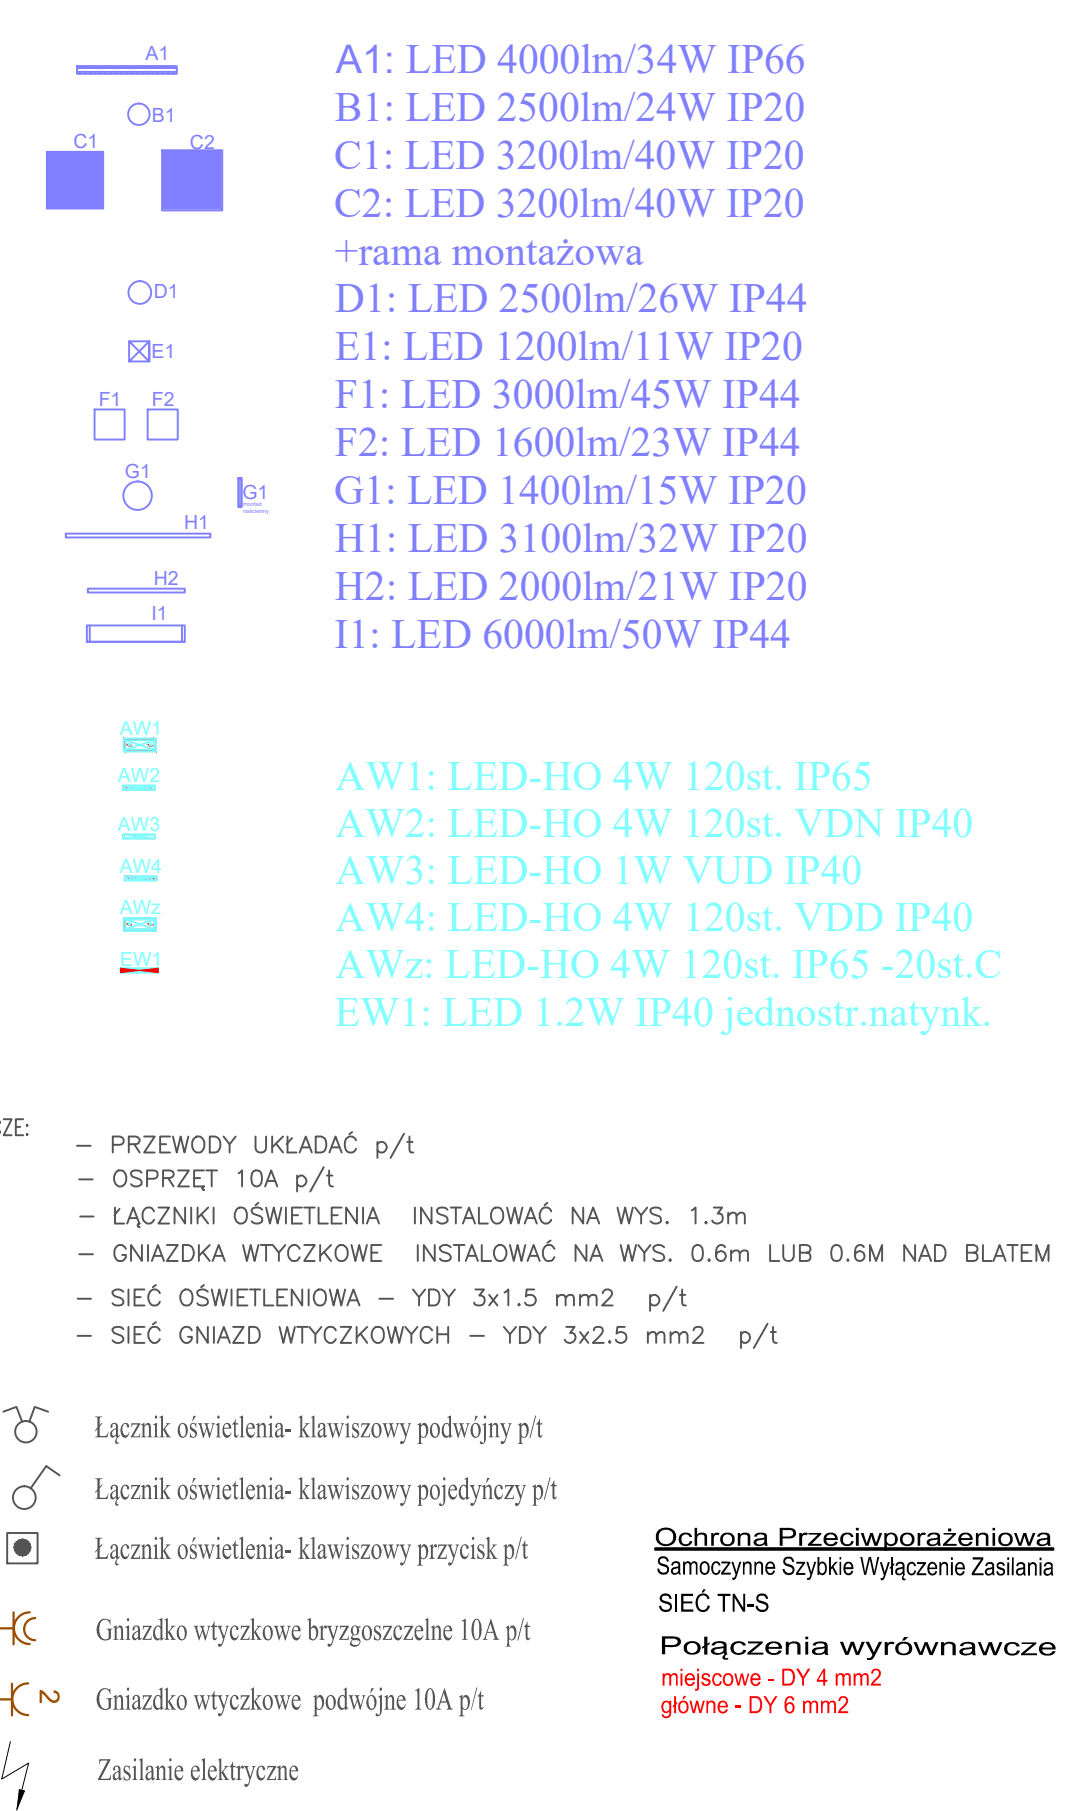 A1
A1: LED 4000lm/34W IP66
B1
B1: LED 2500lm/24W IP20
C1
C2
C1: LED 3200lm/40W IP20
C2: LED 3200lm/40W IP20
+rama montażowa
D1
D1: LED 2500lm/26W IP44
E1
E1: LED 1200lm/11W IP20
F1
F2
F1: LED 3000lm/45W IP44
F2: LED 1600lm/23W IP44
G1
G1
montaż
naścienny
G1: LED 1400lm/15W IP20
H1
H1: LED 3100lm/32W IP20
H2
H2: LED 2000lm/21W IP20
I1
I1: LED 6000lm/50W IP44
AW1
AW2
AW3
AW4
AWz
EW1
AW1: LED-HO 4W 120st. IP65
AW2: LED-HO 4W 120st. VDN IP40
AW3: LED-HO 1W VUD IP40
AW4: LED-HO 4W 120st. VDD IP40
AWz: LED-HO 4W 120st. IP65 -20st.C
EW1: LED 1.2W IP40 jednostr.natynk.
ZE:
– PRZEWODY UKŁADAĆ p/t
– OSPRZĘT 10A p/t
– ŁĄCZNIKI OŚWIETLENIA INSTALOWAĆ NA WYS. 1.3m
– GNIAZDKA WTYCZKOWE INSTALOWAĆ NA WYS. 0.6m LUB 0.6M NAD BLATEM
– SIEĆ OŚWIETLENIOWA – YDY 3x1.5 mm2 p/t
– SIEĆ GNIAZD WTYCZKOWYCH – YDY 3x2.5 mm2 p/t
Łącznik oświetlenia- klawiszowy podwójny p/t
Łącznik oświetlenia- klawiszowy pojedyńczy p/t
Łącznik oświetlenia- klawiszowy przycisk p/t
Gniazdko wtyczkowe bryzgoszczelne 10A p/t
2
Gniazdko wtyczkowe podwójne 10A p/t
Zasilanie elektryczne
Ochrona Przeciwporażeniowa
Samoczynne Szybkie Wyłączenie Zasilania
SIEĆ TN-S
Połączenia wyrównawcze
miejscowe - DY 4 mm2
główne - DY 6 mm2